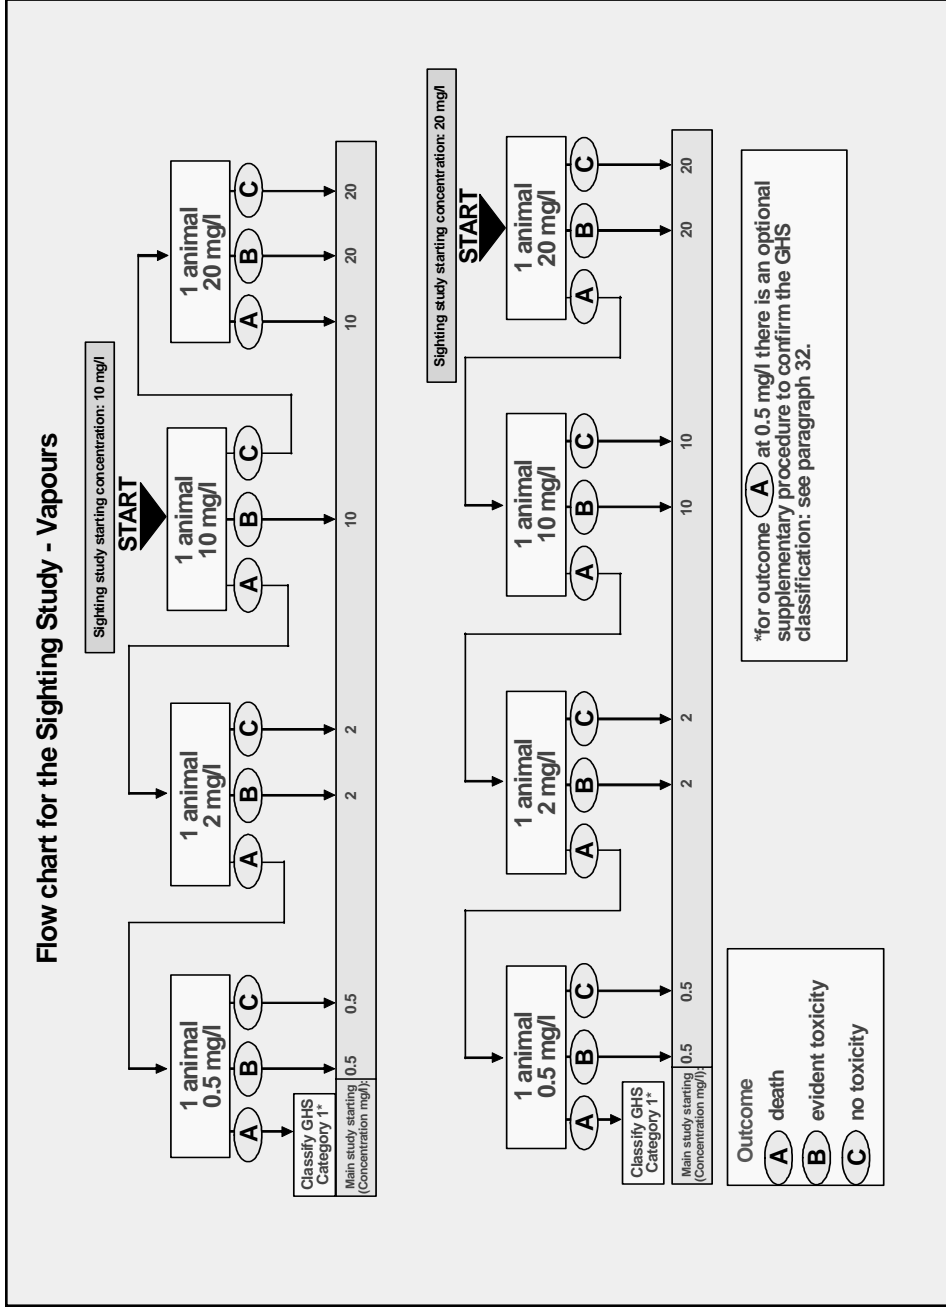 Flow chart for the Sighting Study - Vapours
Sighting study starting concentration: 10 mg/l
START
1 animal
0.5 mg/l
1 animal
2 mg/l
1 animal
10 mg/l
1 animal
20 mg/l
A
B
C
A
B
C
A
B
C
A
B
C
Classify GHS
Category 1*
Main study starting
(Concentration mg/l):
0.5
0.5
2
2
10
10
20
20
Sighting study starting concentration: 20 mg/l
START
1 animal
0.5 mg/l
1 animal
2 mg/l
1 animal
10 mg/l
1 animal
20 mg/l
A
B
C
A
B
C
A
B
C
A
B
C
Classify GHS
Category 1*
Main study starting
(Concentration mg/l):
0.5
0.5
2
2
10
10
20
20
Outcome
A death
B evident toxicity
C no toxicity
*for outcome A at 0.5 mg/l there is an optional
supplementary procedure to confirm the GHS
classification: see paragraph 32.